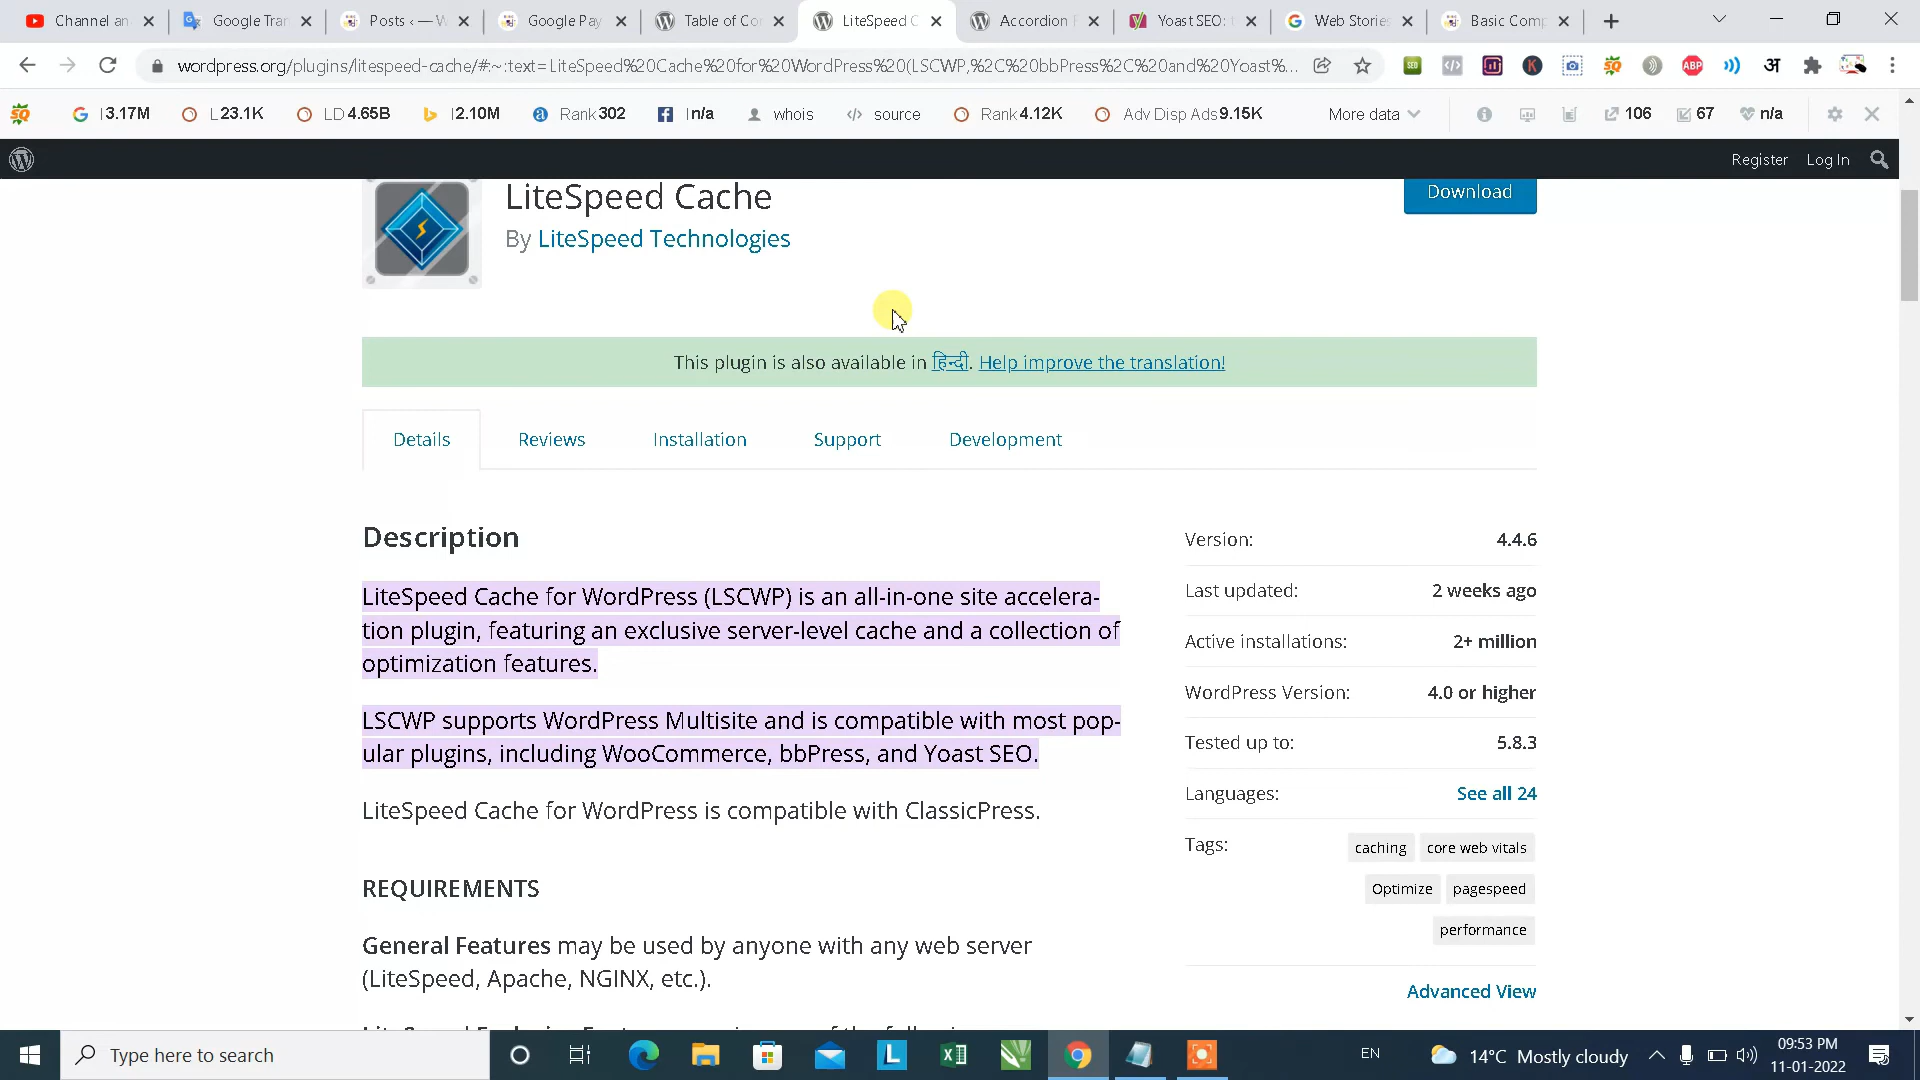 Channel an
Google Tran
Posts ‹ — W
Google Pay
Table of Co
LiteSpeed C
Accordion F
Yoast SEO: t
Web Stories
Basic Comp
wordpress.org/plugins/litespeed-cache/#:~:text=LiteSpeed%20Cache%20for%20WordPress%20(LSCWP,%2C%20bbPress%2C%20and%20Yoast%...
I 3.17M
L 23.1K
LD 4.65B
I 2.10M
Rank 302
I n/a
whois
source
Rank 4.12K
Adv Disp Ads 9.15K
More data
106
67
n/a
Register
Log In
LiteSpeed Cache
Download
By LiteSpeed Technologies
This plugin is also available in हिन्दी. Help improve the translation!
Details
Reviews
Installation
Support
Development
Description
LiteSpeed Cache for WordPress (LSCWP) is an all-in-one site accelera-
tion plugin, featuring an exclusive server-level cache and a collection of
optimization features.
LSCWP supports WordPress Multisite and is compatible with most pop-
ular plugins, including WooCommerce, bbPress, and Yoast SEO.
LiteSpeed Cache for WordPress is compatible with ClassicPress.
REQUIREMENTS
General Features may be used by anyone with any web server
(LiteSpeed, Apache, NGINX, etc.).
Version: 4.4.6
Last updated: 2 weeks ago
Active installations: 2+ million
WordPress Version: 4.0 or higher
Tested up to: 5.8.3
Languages: See all 24
Tags: caching core web vitals
Optimize pagespeed
performance
Advanced View
Type here to search
EN
14°C Mostly cloudy
09:53 PM
11-01-2022